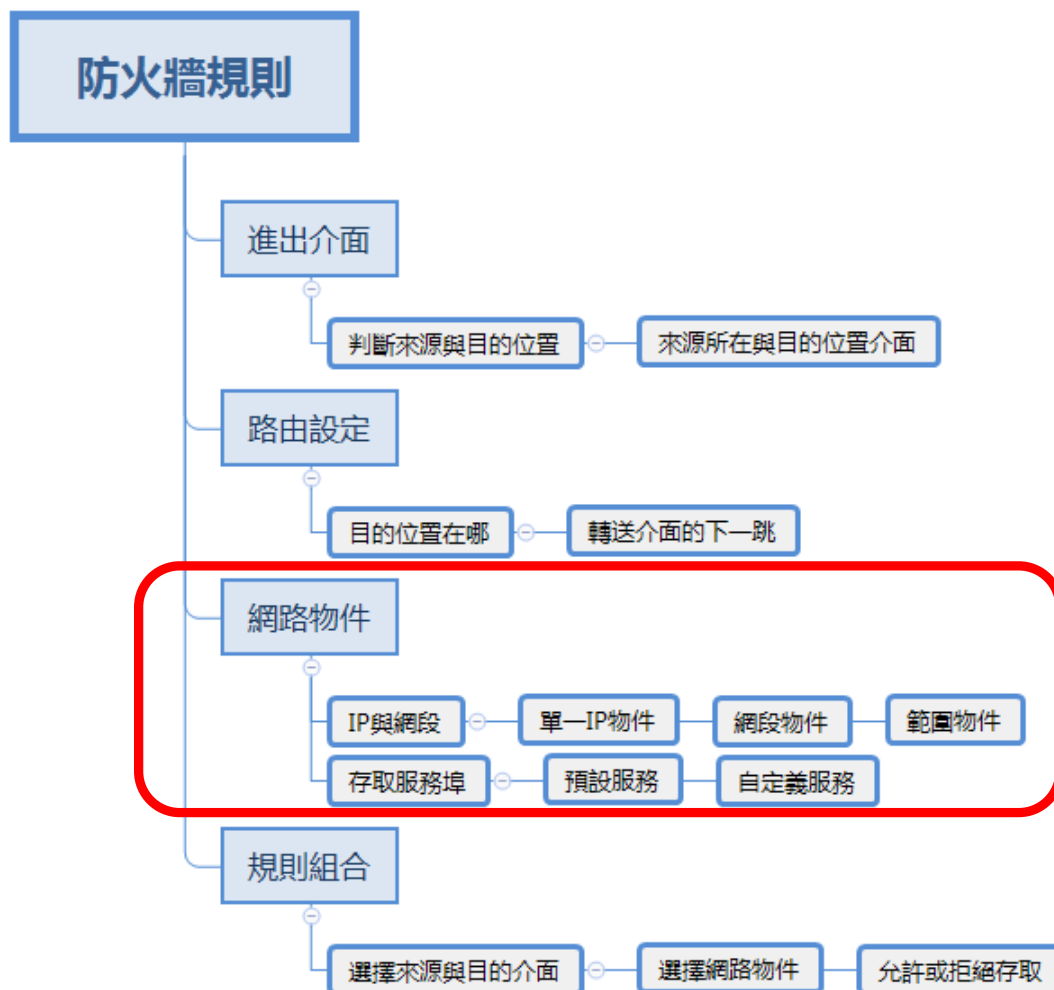 防火牆規則
進出介面
判斷來源與目的位置
來源所在與目的位置介面
路由設定
目的位置在哪
轉送介面的下一跳
網路物件
IP與網段
單一IP物件
網段物件
範圍物件
存取服務埠
預設服務
自定義服務
規則組合
選擇來源與目的介面
選擇網路物件
允許或拒絕存取